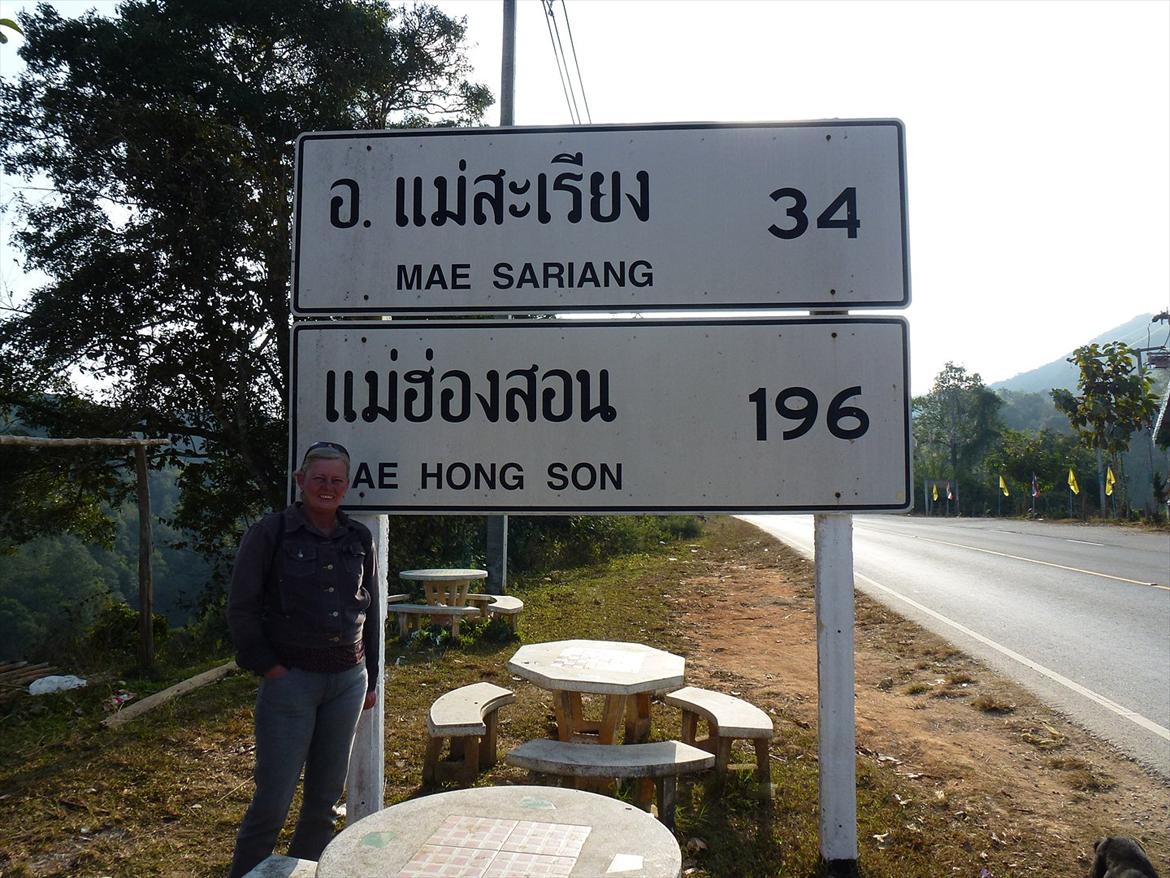 อ. แม่สะเรียง 34
MAE SARIANG
แม่ฮ่องสอน 196
AE HONG SON